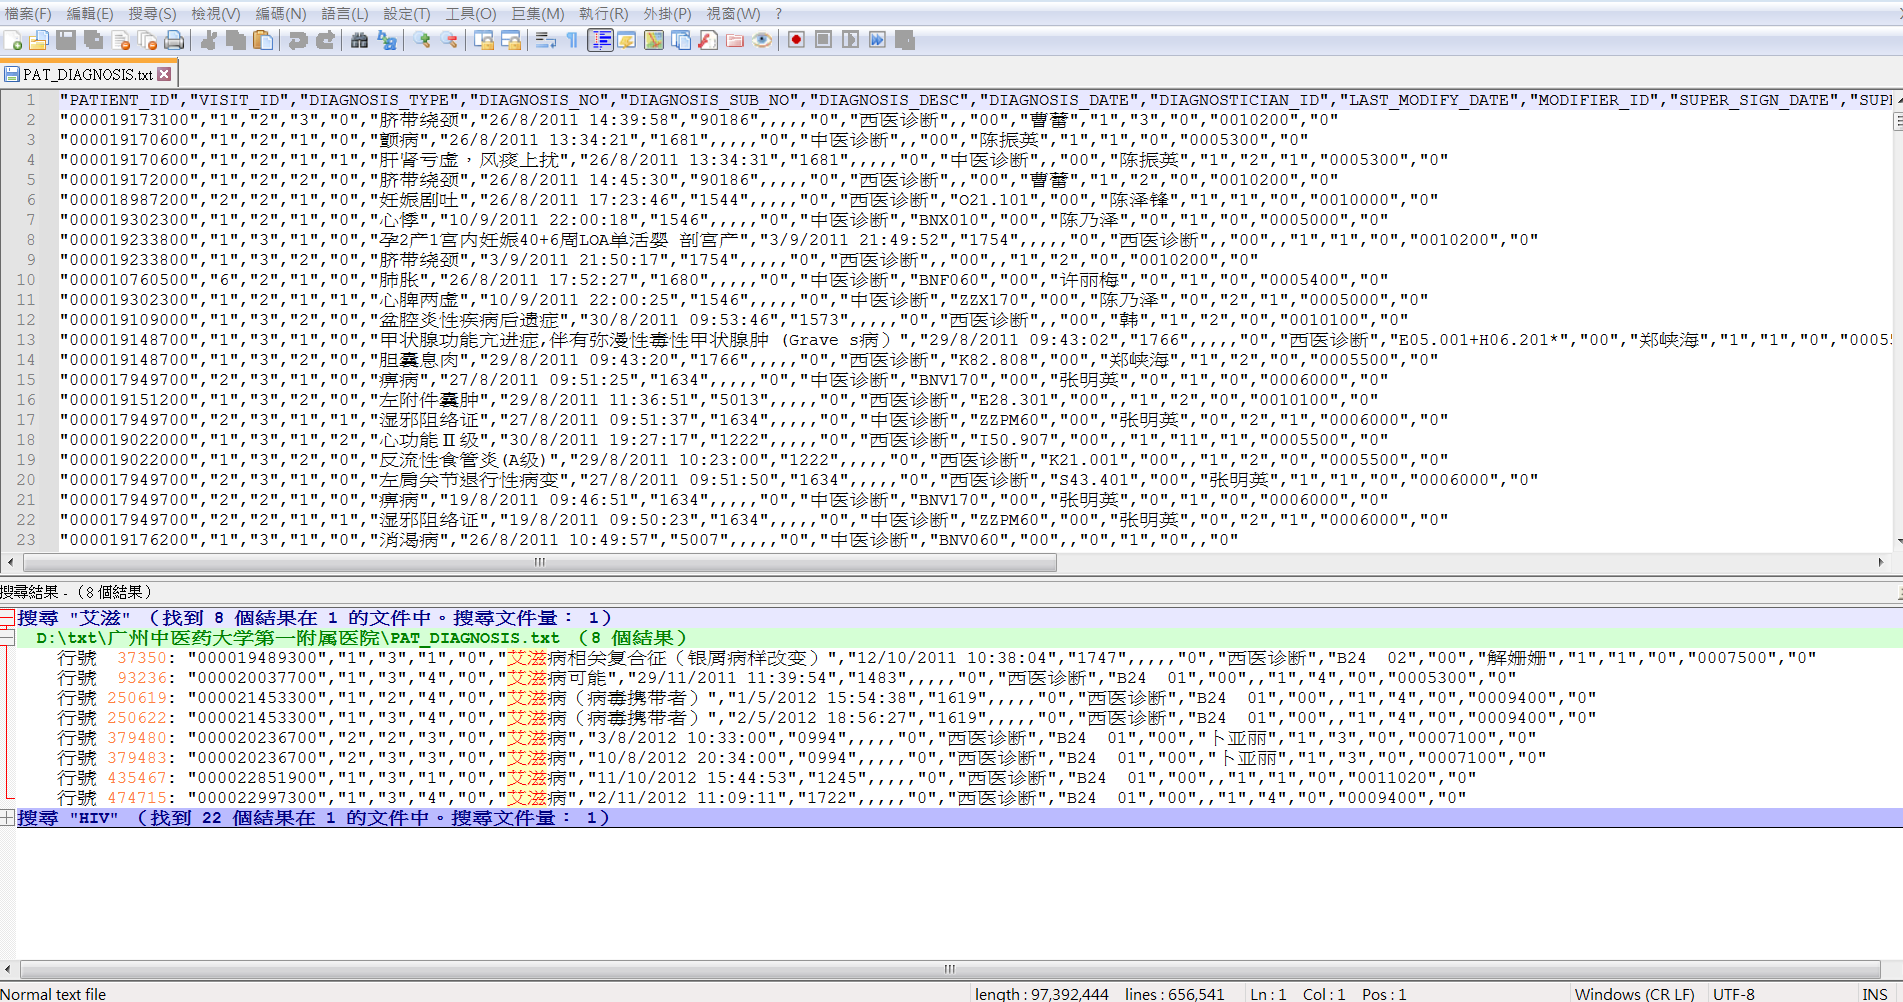 檔案(F) 編輯(E) 搜尋(S) 檢視(V) 編碼(N) 語言(L) 設定(T) 工具(O) 巨集(M) 執行(R) 外掛(P) 視窗(W) ?
PAT_DIAGNOSIS.txt
1 "PATIENT_ID","VISIT_ID","DIAGNOSIS_TYPE","DIAGNOSIS_NO","DIAGNOSIS_SUB_NO","DIAGNOSIS_DESC","DIAGNOSIS_DATE","DIAGNOSTICIAN_ID","LAST_MODIFY_DATE","MODIFIER_ID","SUPER_SIGN_DATE","SUP
2 "000019173100","1","2","3","0","脐带绕颈","26/8/2011 14:39:58","90186",,,,,"0","西医诊断",,"00","曹蕾","1","3","0","0010200","0"
3 "000019170600","1","2","1","0","颤病","26/8/2011 13:34:21","1681",,,,,"0","中医诊断",,"00","陈振英","1","1","0","0005300","0"
4 "000019170600","1","2","1","1","肝肾亏虚，风痰上扰","26/8/2011 13:34:31","1681",,,,,"0","中医诊断",,"00","陈振英","1","2","1","0005300","0"
5 "000019172000","1","2","2","0","脐带绕颈","26/8/2011 14:45:30","90186",,,,,"0","西医诊断",,"00","曹蕾","1","2","0","0010200","0"
6 "000018987200","2","2","1","0","妊娠剧吐","26/8/2011 17:23:46","1544",,,,,"0","西医诊断","O21.101","00","陈泽锋","1","1","0","0010000","0"
7 "000019302300","1","2","1","0","心悸","10/9/2011 22:00:18","1546",,,,,"0","中医诊断","BNX010","00","陈乃泽","0","1","0","0005000","0"
8 "000019233800","1","3","1","0","孕2产1宫内妊娠40+6周LOA单活婴 剖宫产","3/9/2011 21:49:52","1754",,,,,"0","西医诊断",,"00",,"1","1","0","0010200","0"
9 "000019233800","1","3","2","0","脐带绕颈","3/9/2011 21:50:17","1754",,,,,"0","西医诊断",,"00",,"1","2","0","0010200","0"
10 "000010760500","6","2","1","0","肺胀","26/8/2011 17:52:27","1680",,,,,"0","中医诊断","BNF060","00","许丽梅","0","1","0","0005400","0"
11 "000019302300","1","2","1","1","心脾两虚","10/9/2011 22:00:25","1546",,,,,"0","中医诊断","ZZX170","00","陈乃泽","0","2","1","0005000","0"
12 "000019109000","1","3","2","0","盆腔炎性疾病后遗症","30/8/2011 09:53:46","1573",,,,,"0","西医诊断",,"00","韩","1","2","0","0010100","0"
13 "000019148700","1","3","1","0","甲状腺功能亢进症,伴有弥漫性毒性甲状腺肿 (Grave s病）","29/8/2011 09:43:02","1766",,,,,"0","西医诊断","E05.001+H06.201*","00","郑峡海","1","1","0","00055
14 "000019148700","1","3","2","0","胆囊息肉","29/8/2011 09:43:20","1766",,,,,"0","西医诊断","K82.808","00","郑峡海","1","2","0","0005500","0"
15 "000017949700","2","3","1","0","痹病","27/8/2011 09:51:25","1634",,,,,"0","中医诊断","BNV170","00","张明英","0","1","0","0006000","0"
16 "000019151200","1","3","2","0","左附件囊肿","29/8/2011 11:36:51","5013",,,,,"0","西医诊断","E28.301","00",,"1","2","0","0010100","0"
17 "000017949700","2","3","1","1","湿邪阻络证","27/8/2011 09:51:37","1634",,,,,"0","中医诊断","ZZPM60","00","张明英","0","2","1","0006000","0"
18 "000019022000","1","3","1","2","心功能Ⅱ级","30/8/2011 19:27:17","1222",,,,,"0","西医诊断","I50.907","00",,"1","11","1","0005500","0"
19 "000019022000","1","3","2","0","反流性食管炎(A级)","29/8/2011 10:23:00","1222",,,,,"0","西医诊断","K21.001","00",,"1","2","0","0005500","0"
20 "000017949700","2","3","2","0","左肩关节退行性病变","27/8/2011 09:51:50","1634",,,,,"0","西医诊断","S43.401","00","张明英","1","1","0","0006000","0"
21 "000017949700","2","2","1","0","痹病","19/8/2011 09:46:51","1634",,,,,"0","中医诊断","BNV170","00","张明英","0","1","0","0006000","0"
22 "000017949700","2","2","1","1","湿邪阻络证","19/8/2011 09:50:23","1634",,,,,"0","中医诊断","ZZPM60","00","张明英","0","2","1","0006000","0"
23 "000019176200","1","3","1","0","消渴病","26/8/2011 10:49:57","5007",,,,,"0","中医诊断","BNV060","00",,"0","1","0",,"0"
搜尋結果 - （8 個結果）
搜尋 "艾滋" （找到 8 個結果在 1 的文件中。搜尋文件量： 1）
D:\txt\广州中医药大学第一附属医院\PAT_DIAGNOSIS.txt （8 個結果）
行號 37350: "000019489300","1","3","1","0","艾滋病相关复合征（银屑病样改变）","12/10/2011 10:38:04","1747",,,,,"0","西医诊断","B24  02","00","解姗姗","1","1","0","0007500","0"
行號 93236: "000020037700","1","3","4","0","艾滋病可能","29/11/2011 11:39:54","1483",,,,,"0","西医诊断","B24  01","00",,"1","4","0","0005300","0"
行號 250619: "000021453300","1","2","4","0","艾滋病（病毒携带者）","1/5/2012 15:54:38","1619",,,,,"0","西医诊断","B24  01","00",,"1","4","0","0009400","0"
行號 250622: "000021453300","1","3","4","0","艾滋病（病毒携带者）","2/5/2012 18:56:27","1619",,,,,"0","西医诊断","B24  01","00",,"1","4","0","0009400","0"
行號 379480: "000020236700","2","2","3","0","艾滋病","3/8/2012 10:33:00","0994",,,,,"0","西医诊断","B24  01","00","卜亚丽","1","3","0","0007100","0"
行號 379483: "000020236700","2","3","3","0","艾滋病","10/8/2012 20:34:00","0994",,,,,"0","西医诊断","B24  01","00","卜亚丽","1","3","0","0007100","0"
行號 435467: "000022851900","1","3","1","0","艾滋病","11/10/2012 15:44:53","1245",,,,,"0","西医诊断","B24  01","00",,"1","1","0","0011020","0"
行號 474715: "000022997300","1","3","4","0","艾滋病","2/11/2012 11:09:11","1722",,,,,"0","西医诊断","B24  01","00",,"1","4","0","0009400","0"
搜尋 "HIV" （找到 22 個結果在 1 的文件中。搜尋文件量： 1）
Normal text file length : 97,392,444 lines : 656,541 Ln : 1 Col : 1 Pos : 1 Windows (CR LF) UTF-8 INS